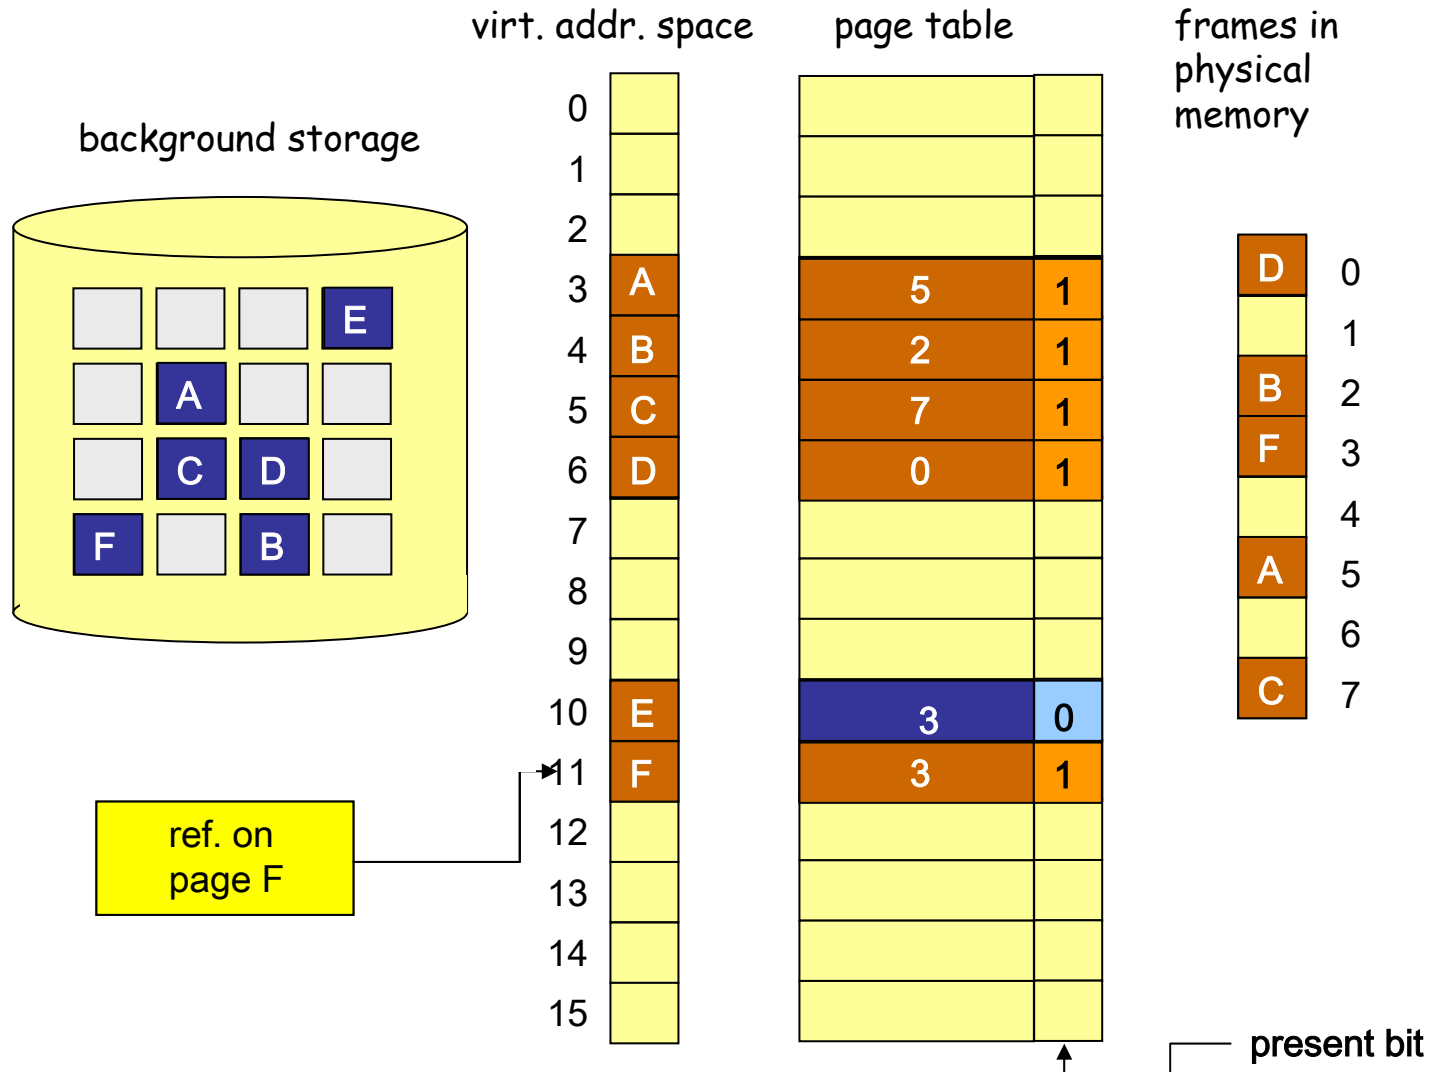 virt. addr. space
page table
frames in
physical
memory
background storage
E
A
C D
F B
ref. on
page F
0
1
2
3 A
4 B
5 C
6 D
7
8
9
10 E
11 F
12
13
14
15
5 1
2 1
7 1
0 1
3 0
3 1
D 0
1
B 2
F 3
4
A 5
6
C 7
present bit